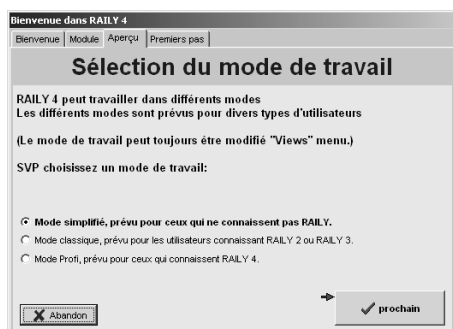 Bienvenue dans RAILY 4
Bienvenue Module Aperçu Premiers pas
Sélection du mode de travail
RAILY 4 peut travailler dans différents modes
Les différents modes sont prévus pour divers types d'utilisateurs
(Le mode de travail peut toujours étre modifié "Views" menu.)
SVP choisissez un mode de travail:
Mode simplifié, prévu pour ceux qui ne connaissent pas RAILY.
Mode classique, prévu pour les utilisateurs connaissant RAILY 2 ou RAILY 3.
Mode Profi, prévu pour ceux qui connaissent RAILY 4.
Abandon
prochain